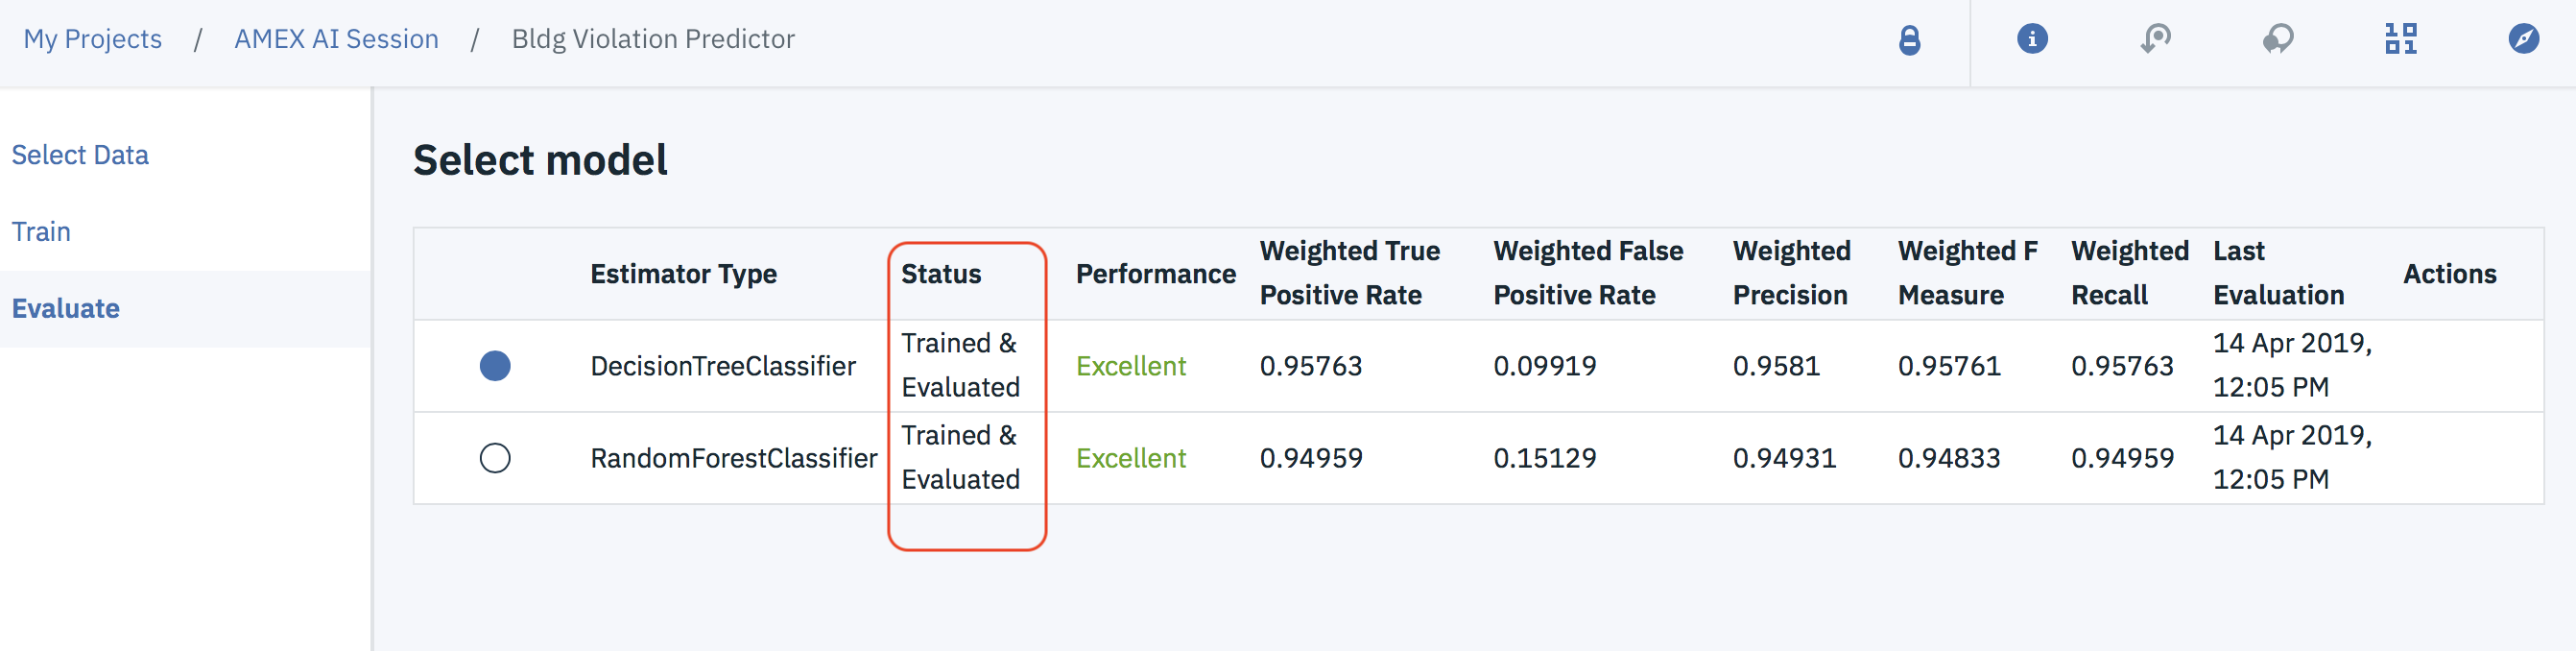 My Projects / AMEX AI Session / Bldg Violation Predictor
Select Data
Train
Evaluate
Select model
Estimator Type Status Performance Weighted True Positive Rate Weighted False Positive Rate Weighted Precision Weighted F Measure Weighted Recall Last Evaluation Actions
DecisionTreeClassifier Trained & Evaluated Excellent 0.95763 0.09919 0.9581 0.95761 0.95763 14 Apr 2019, 12:05 PM
RandomForestClassifier Trained & Evaluated Excellent 0.94959 0.15129 0.94931 0.94833 0.94959 14 Apr 2019, 12:05 PM